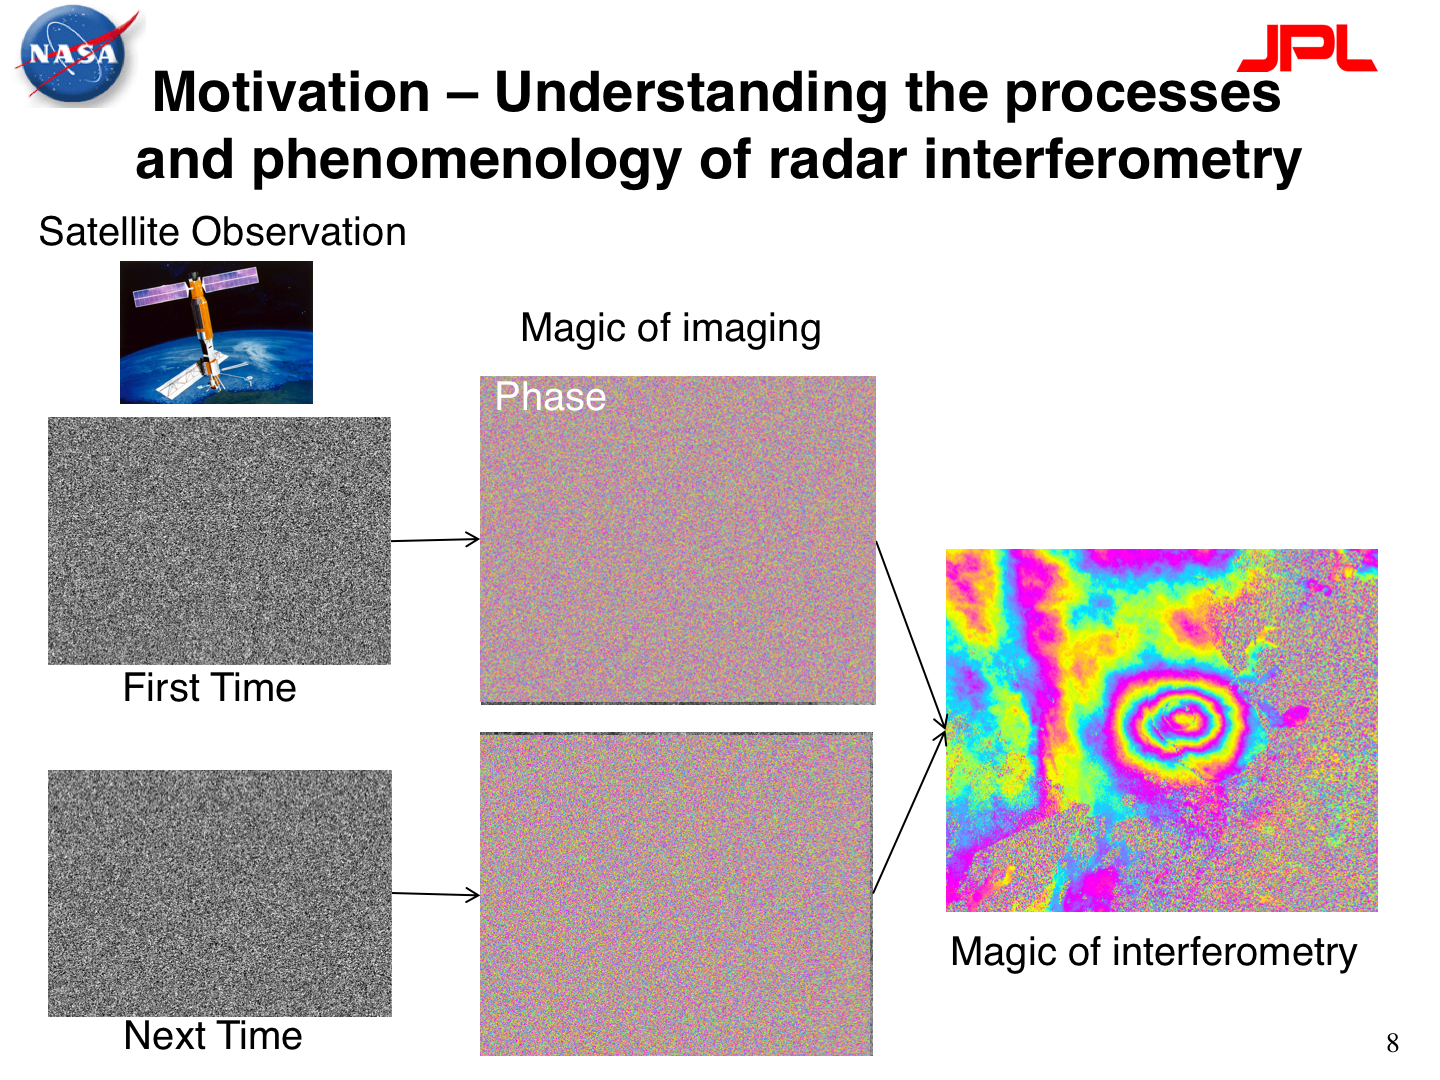 NASA
JPL
Motivation – Understanding the processes
and phenomenology of radar interferometry
Satellite Observation
Magic of imaging
Phase
First Time
Next Time
Magic of interferometry
8